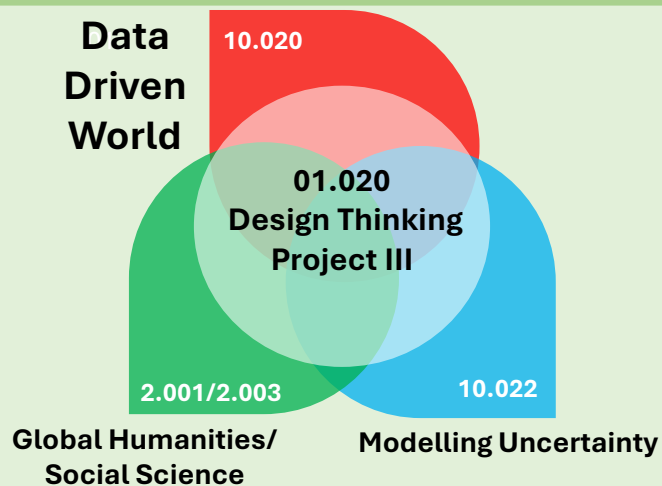 Data
Driven
World
10.020
01.020
Design Thinking
Project III
2.001/2.003
10.022
Global Humanities/
Social Science
Modelling Uncertainty